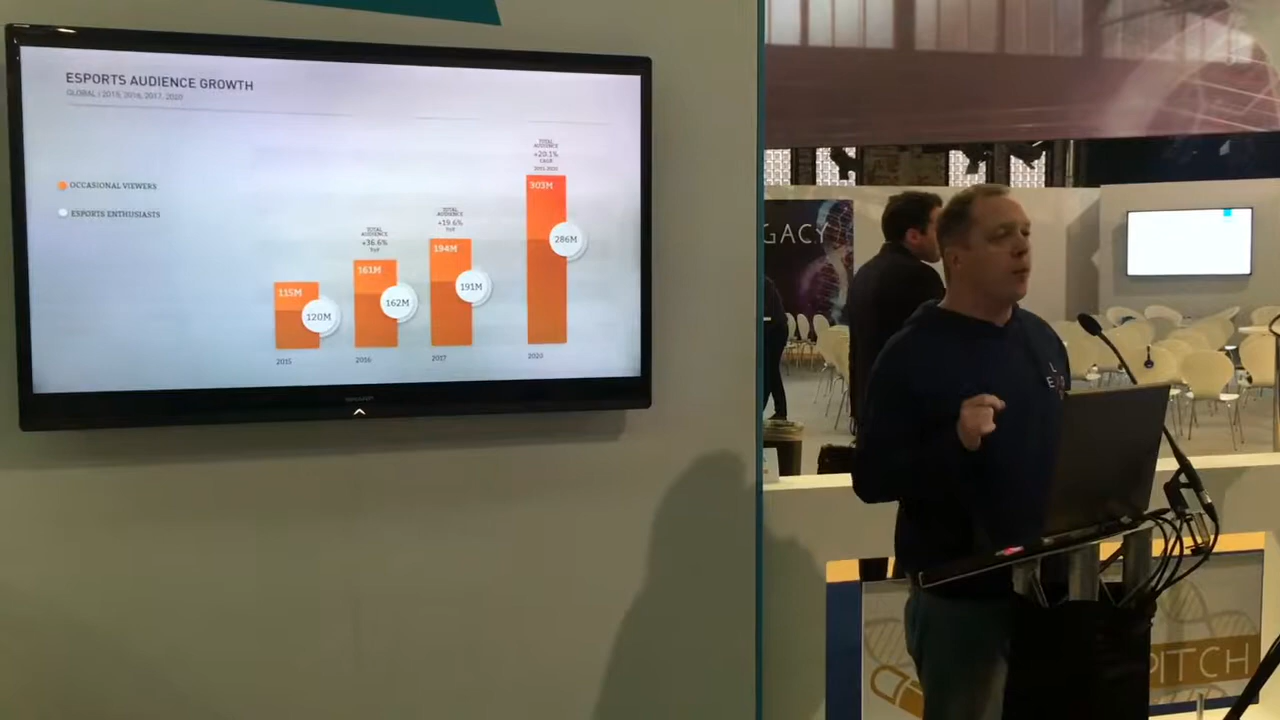 ESPORTS AUDIENCE GROWTH
GLOBAL | 2015, 2016, 2017, 2020
OCCASIONAL VIEWERS
ESPORTS ENTHUSIASTS
115M
120M
2015
TOTAL
AUDIENCE
+36.6%
YoY
161M
162M
2016
TOTAL
AUDIENCE
+19.6%
YoY
194M
191M
2017
TOTAL
AUDIENCE
+20.1%
CAGR
2015-2020
303M
286M
2020
SHARP
GACY
L
E
PITCH